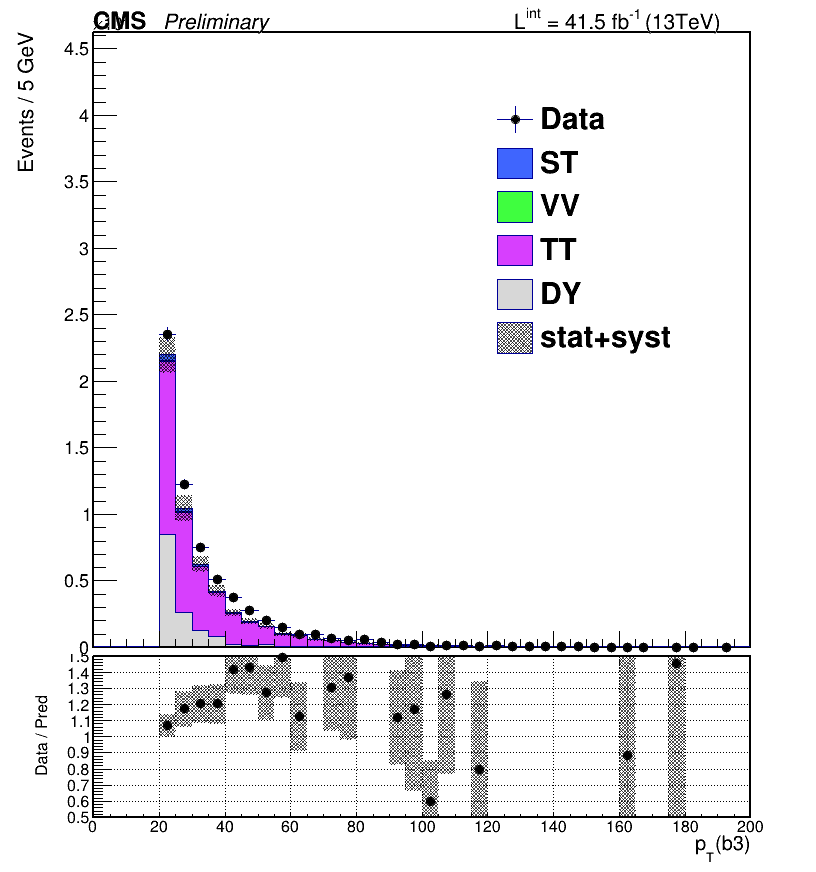 CMS Preliminary L^int = 41.5 fb^-1 (13TeV)
Events / 5 GeV
4.5
4
3.5
3
2.5
2
1.5
1
0.5
0
Data
ST
VV
TT
DY
stat+syst
Data / Pred
1.5
1.4
1.3
1.2
1.1
1
0.9
0.8
0.7
0.6
0.5
0 20 40 60 80 100 120 140 160 180 200
p_T(b3)